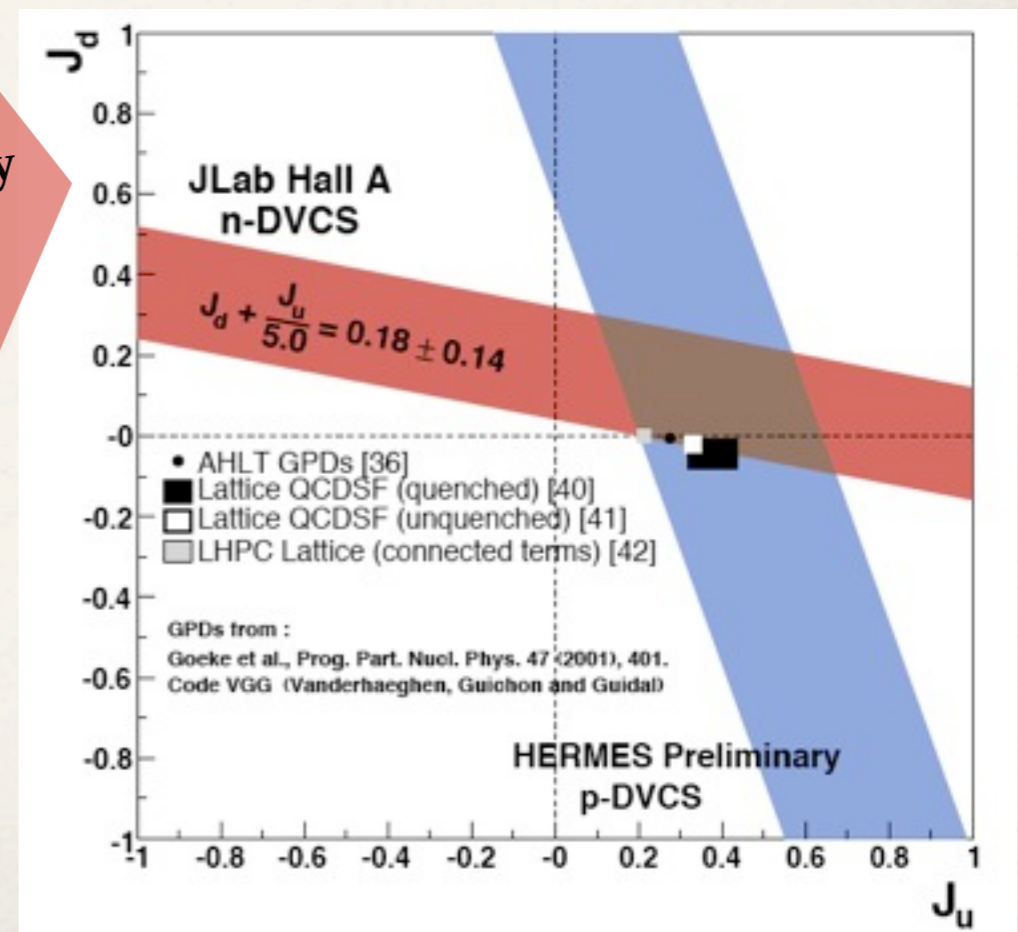 y
J_d
1
0.8
0.6
0.4
0.2
-0
-0.2
-0.4
-0.6
-0.8
-1
JLab Hall A
n-DVCS
J_d + J_u/5.0 = 0.18 ± 0.14
AHLT GPDs [36]
Lattice QCDSF (quenched) [40]
Lattice QCDSF (unquenched) [41]
LHPC Lattice (connected terms) [42]
GPDs from :
Goeke et al., Prog. Part. Nucl. Phys. 47 (2001), 401.
Code VGG (Vanderhaeghen, Guichon and Guidal)
HERMES Preliminary
p-DVCS
-1 -0.8 -0.6 -0.4 -0.2 -0 0.2 0.4 0.6 0.8 1
J_u